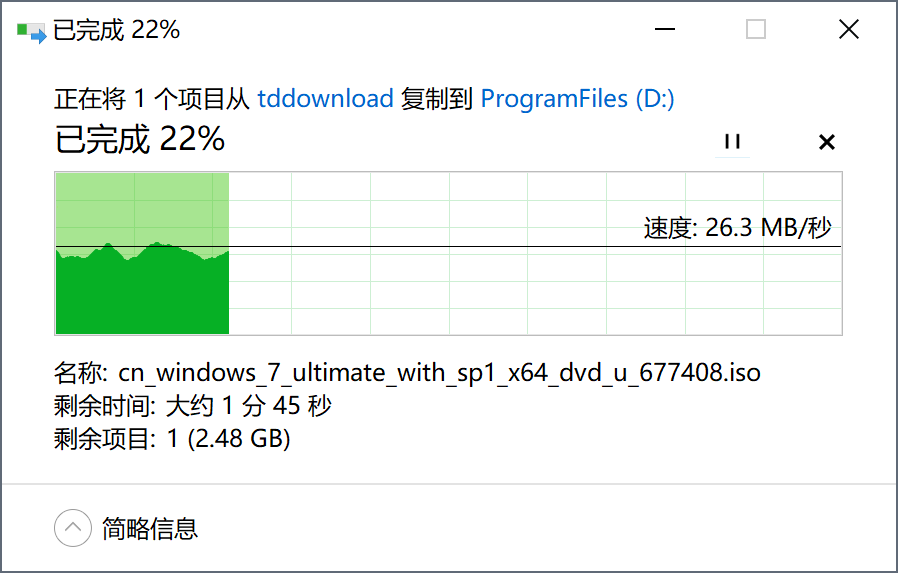 已完成 22%
正在将 1 个项目从 tddownload 复制到 ProgramFiles (D:)
已完成 22%
速度: 26.3 MB/秒
名称: cn_windows_7_ultimate_with_sp1_x64_dvd_u_677408.iso
剩余时间: 大约 1 分 45 秒
剩余项目: 1 (2.48 GB)
简略信息